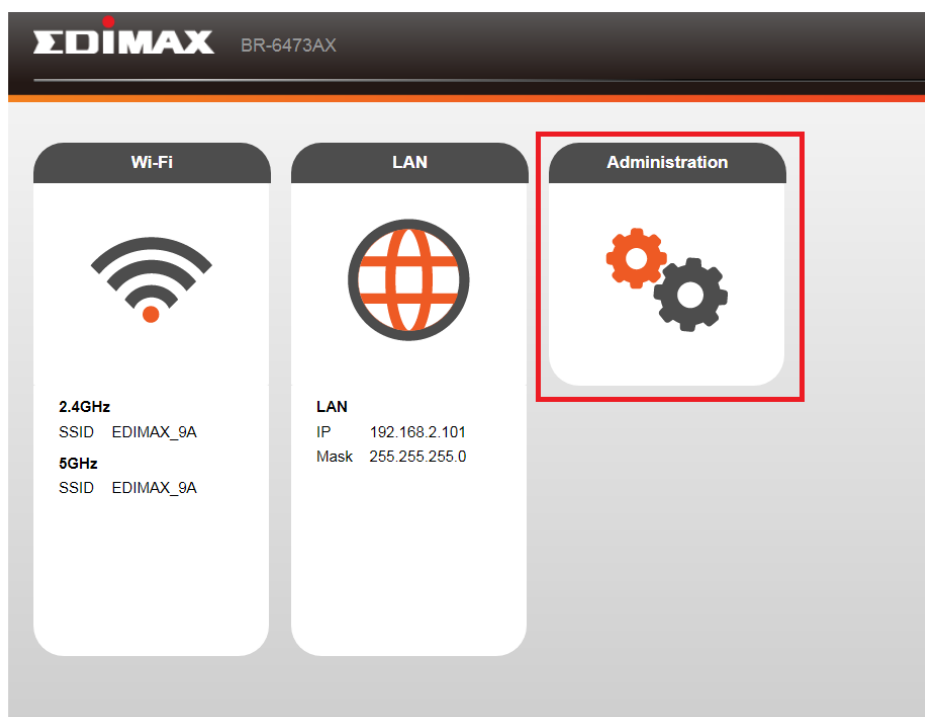 EDIMAX BR-6473AX
Wi-Fi
2.4GHz
SSID EDIMAX_9A
5GHz
SSID EDIMAX_9A
LAN
LAN
IP 192.168.2.101
Mask 255.255.255.0
Administration